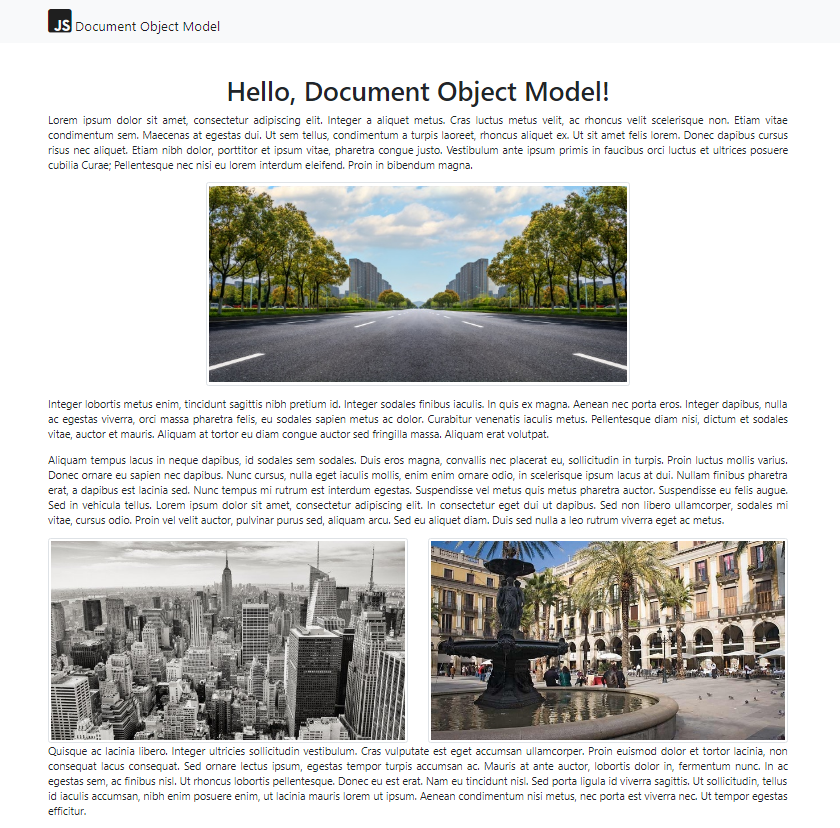 JS Document Object Model
Hello, Document Object Model!
Lorem ipsum dolor sit amet, consectetur adipiscing elit. Integer a aliquet metus. Cras luctus metus velit, ac rhoncus velit scelerisque non. Etiam vitae
condimentum sem. Maecenas at egestas dui. Ut sem tellus, condimentum a turpis laoreet, rhoncus aliquet ex. Ut sit amet felis lorem. Donec dapibus cursus
risus nec aliquet. Etiam nibh dolor, porttitor et ipsum vitae, pharetra congue justo. Vestibulum ante ipsum primis in faucibus orci luctus et ultrices posuere
cubilia Curae; Pellentesque nec nisi eu lorem interdum eleifend. Proin in bibendum magna.
Integer lobortis metus enim, tincidunt sagittis nibh pretium id. Integer sodales finibus iaculis. In quis ex magna. Aenean nec porta eros. Integer dapibus, nulla
ac egestas viverra, orci massa pharetra felis, eu sodales sapien metus ac dolor. Curabitur venenatis iaculis metus. Pellentesque diam nisi, dictum et sodales
vitae, auctor et mauris. Aliquam at tortor eu diam congue auctor sed fringilla massa. Aliquam erat volutpat.
Aliquam tempus lacus in neque dapibus, id sodales sem sodales. Duis eros magna, convallis nec placerat eu, sollicitudin in turpis. Proin luctus mollis varius.
Donec ornare eu sapien nec dapibus. Nunc cursus, nulla eget iaculis mollis, enim enim ornare odio, in scelerisque ipsum lacus at dui. Nullam finibus pharetra
erat, a dapibus est lacinia sed. Nunc tempus mi rutrum est interdum egestas. Suspendisse vel metus quis metus pharetra auctor. Suspendisse eu felis augue.
Sed in vehicula tellus. Lorem ipsum dolor sit amet, consectetur adipiscing elit. In consectetur eget dui ut dapibus. Sed non libero ullamcorper, sodales mi
vitae, cursus odio. Proin vel velit auctor, pulvinar purus sed, aliquam arcu. Sed eu aliquet diam. Duis sed nulla a leo rutrum viverra eget ac metus.
Quisque ac lacinia libero. Integer ultricies sollicitudin vestibulum. Cras vulputate est eget accumsan ullamcorper. Proin euismod dolor et tortor lacinia, non
consequat lacus consequat. Sed ornare lectus ipsum, egestas tempor turpis accumsan ac. Mauris at ante auctor, lobortis dolor in, fermentum nunc. In ac
egestas sem, ac finibus nisl. Ut rhoncus lobortis pellentesque. Donec eu est erat. Nam eu tincidunt nisl. Sed porta ligula id viverra sagittis. Ut sollicitudin, tellus
id iaculis accumsan, nibh enim posuere enim, ut lacinia mauris lorem ut ipsum. Aenean condimentum nisi metus, nec porta est viverra nec. Ut tempor egestas
efficitur.